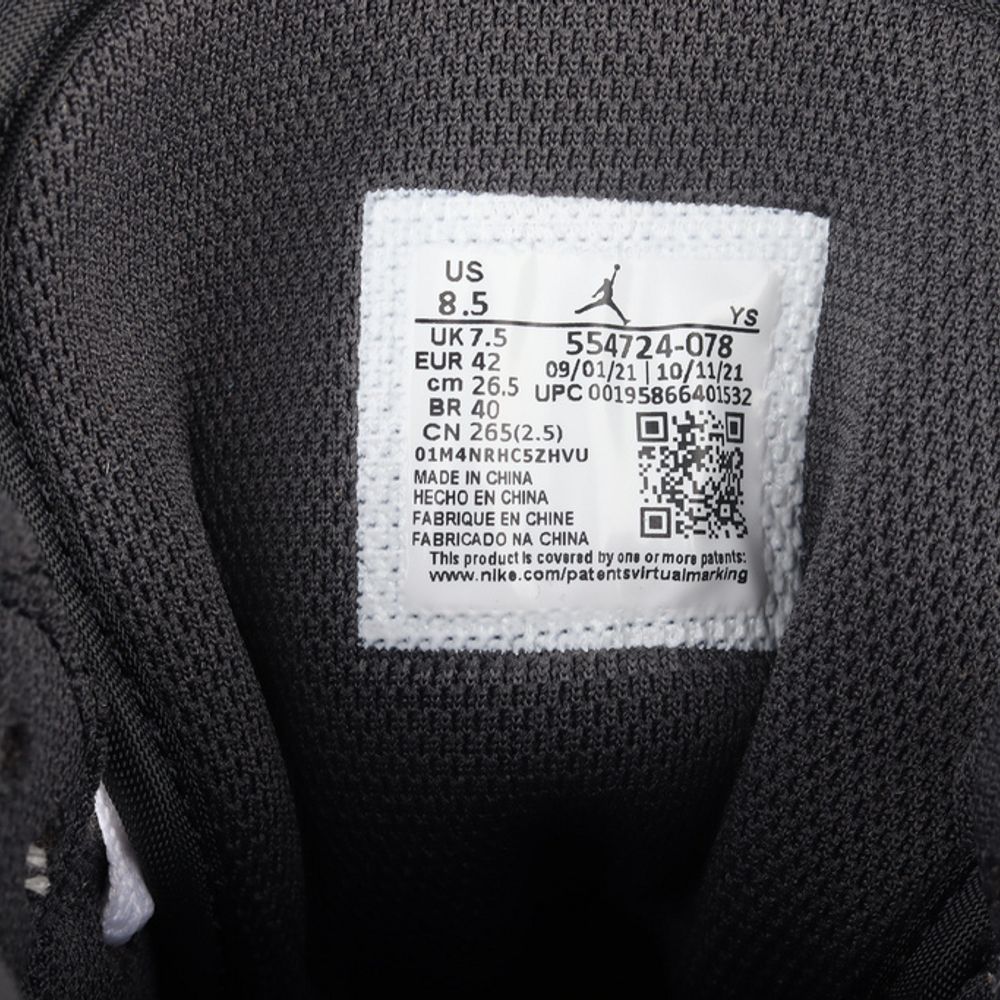 US
8.5
YS
UK 7.5
EUR 42
cm 26.5
BR 40
CN 265(2.5)
554724-078
09/01/21 | 10/11/21
UPC 00195866401532
01M4NRHC5ZHVU
MADE IN CHINA
HECHO EN CHINA
FABRIQUE EN CHINE
FABRICADO NA CHINA
This product is covered by one or more patents:
www.nike.com/patentsvirtualmarking